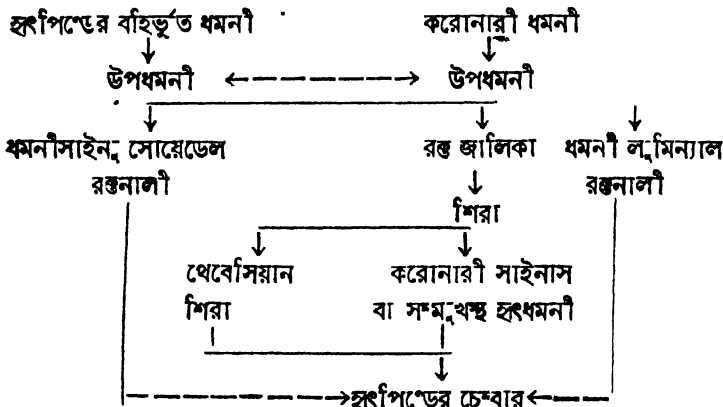 হৃৎপিণ্ডের বহির্ভূত ধমনী করোনারী ধমনী
উপধমনী উপধমনী
ধমনীসাইনুসোয়েডেল রক্ত জালিকা ধমনী লুমিন্যাল
রক্তনালী রক্তনালী
শিরা
থেবেসিয়ান করোনারী সাইনাস
শিরা বা সম্মুখস্থ হৃৎধমনী
হৃৎপিণ্ডের চেম্বার